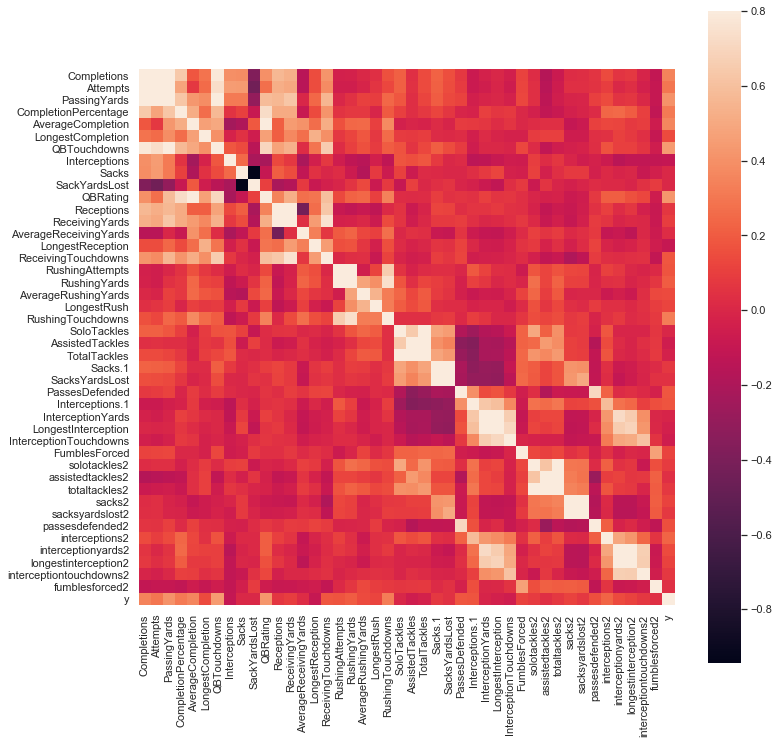 Completions
Attempts
PassingYards
CompletionPercentage
AverageCompletion
LongestCompletion
QBTouchdowns
Interceptions
Sacks
SackYardsLost
QBRating
Receptions
ReceivingYards
AverageReceivingYards
LongestReception
ReceivingTouchdowns
RushingAttempts
RushingYards
AverageRushingYards
LongestRush
RushingTouchdowns
SoloTackles
AssistedTackles
TotalTackles
Sacks.1
SacksYardsLost
PassesDefended
Interceptions.1
InterceptionYards
LongestInterception
InterceptionTouchdowns
FumblesForced
solotackles2
assistedtackles2
totaltackles2
sacks2
sacksyardslost2
passesdefended2
interceptions2
interceptionyards2
longestinterception2
interceptiontouchdowns2
fumblesforced2
y
Completions
Attempts
PassingYards
CompletionPercentage
AverageCompletion
LongestCompletion
QBTouchdowns
Interceptions
Sacks
SackYardsLost
QBRating
Receptions
ReceivingYards
AverageReceivingYards
LongestReception
ReceivingTouchdowns
RushingAttempts
RushingYards
AverageRushingYards
LongestRush
RushingTouchdowns
SoloTackles
AssistedTackles
TotalTackles
Sacks.1
SacksYardsLost
PassesDefended
Interceptions.1
InterceptionYards
LongestInterception
InterceptionTouchdowns
FumblesForced
solotackles2
assistedtackles2
totaltackles2
sacks2
sacksyardslost2
passesdefended2
interceptions2
interceptionyards2
longestinterception2
interceptiontouchdowns2
fumblesforced2
y
0.8
0.6
0.4
0.2
0.0
-0.2
-0.4
-0.6
-0.8